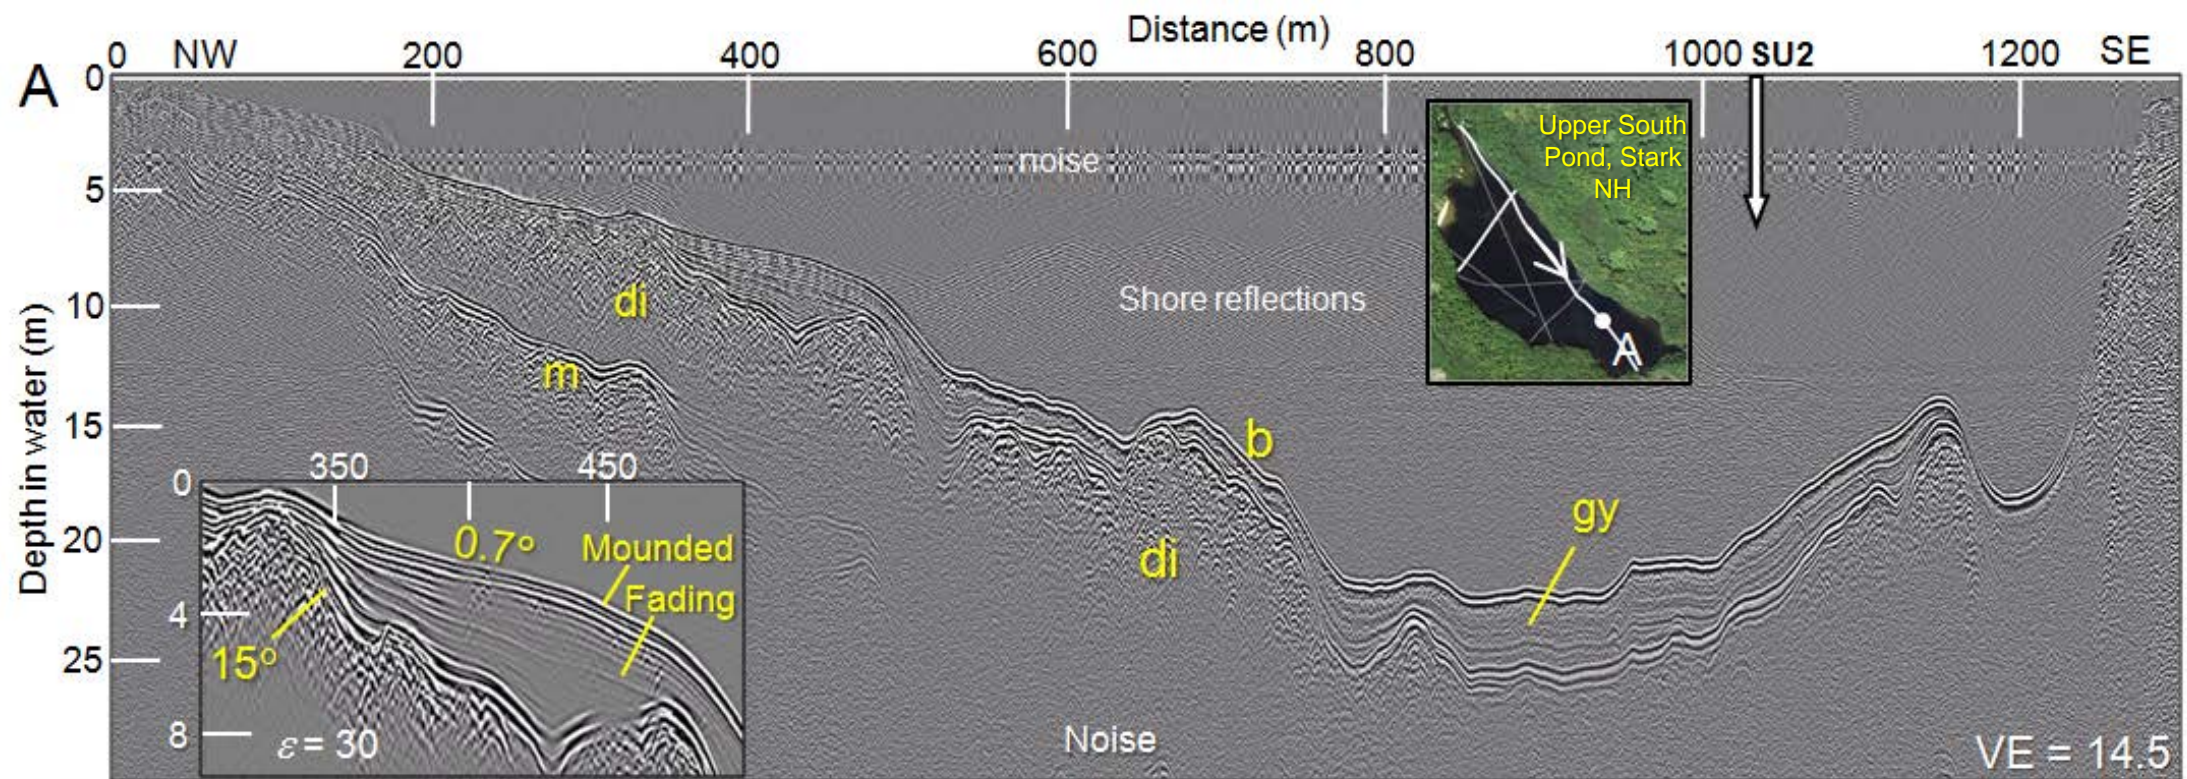 Distance (m)
0 NW 200 400 600 800 1000 SU2 1200 SE
A
0
5
10
15
20
25
Depth in water (m)
noise
Shore reflections
Upper South
Pond, Stark
NH
A
di
m
b
di
gy
Noise
VE = 14.5
350 450
0
4
8
0.7°
Mounded
Fading
15°
ε = 30